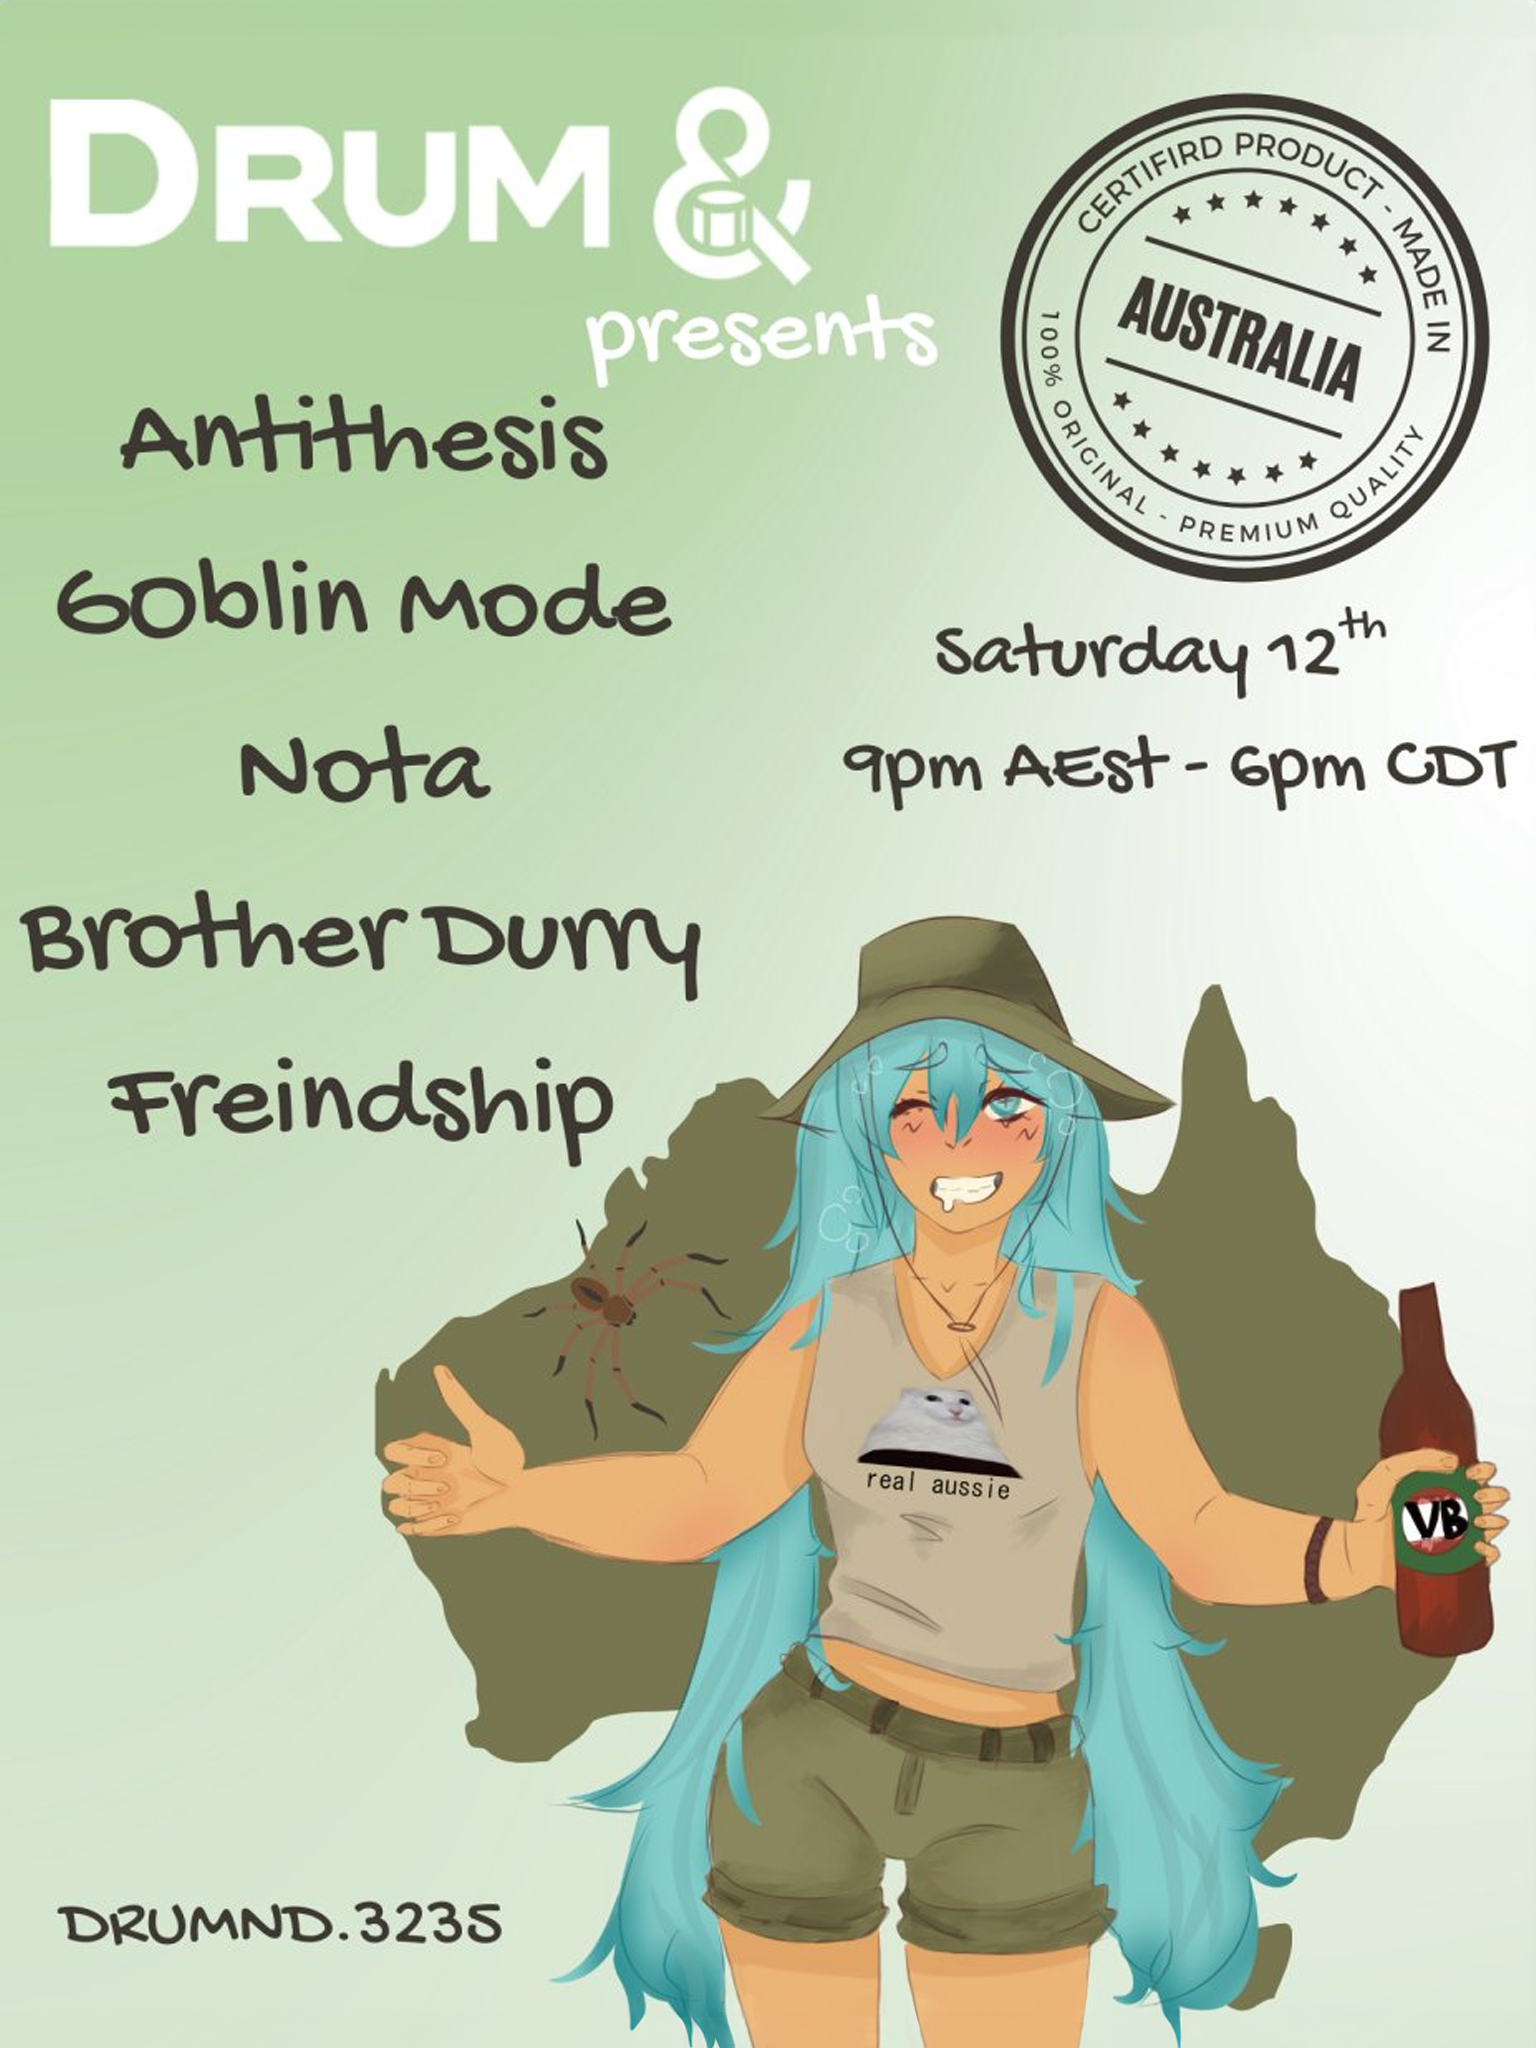 DRUM &
presents
Antithesis
GOblin Mode
Nota
Brother Durry
Freindship
CERTIFIRD PRODUCT - MADE IN
AUSTRALIA
100% ORIGINAL - PREMIUM QUALITY
Saturday 12th
9pm AEST - 6pm CDT
real aussie
VB
DRUMND.3235